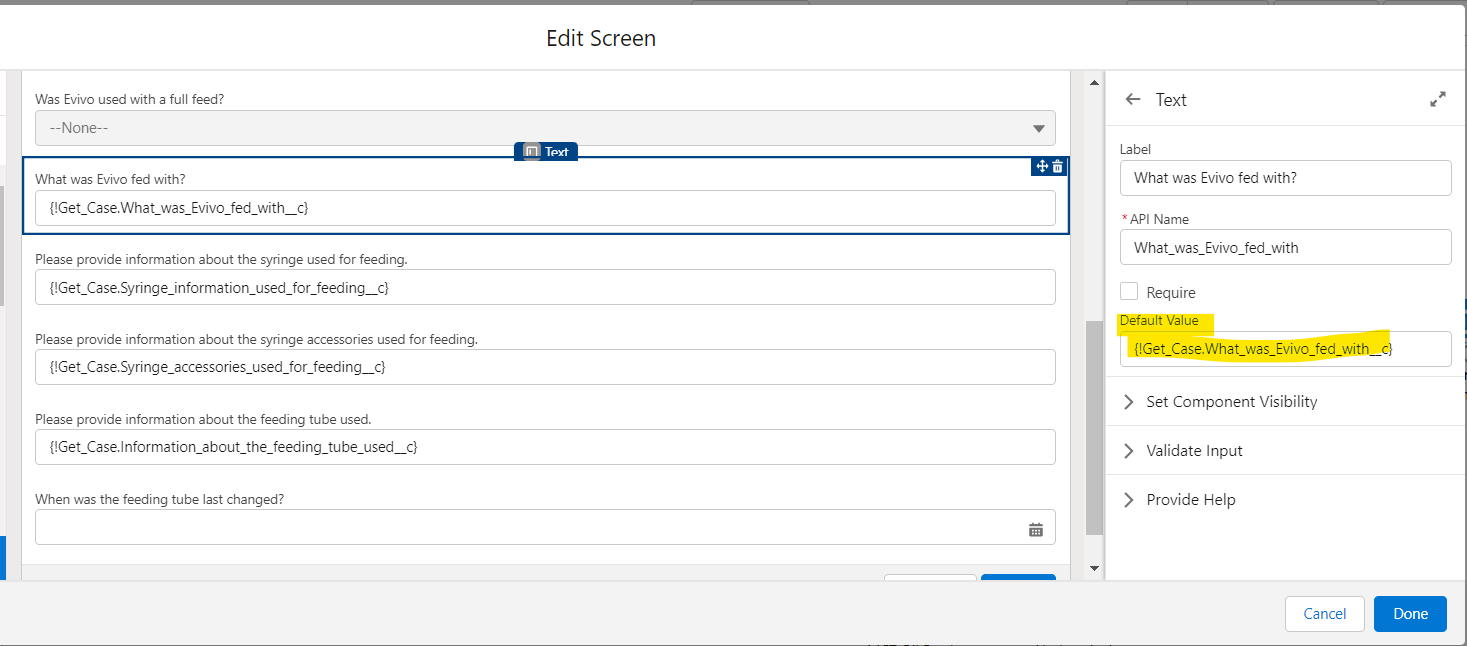 Edit Screen
Was Evivo used with a full feed?
--None--
Text
What was Evivo fed with?
{!Get_Case.What_was_Evivo_fed_with__c}
Please provide information about the syringe used for feeding.
{!Get_Case.Syringe_information_used_for_feeding__c}
Please provide information about the syringe accessories used for feeding.
{!Get_Case.Syringe_accessories_used_for_feeding__c}
Please provide information about the feeding tube used.
{!Get_Case.Information_about_the_feeding_tube_used__c}
When was the feeding tube last changed?
Text
Label
What was Evivo fed with?
* API Name
What_was_Evivo_fed_with
Require
Default Value
{!Get_Case.What_was_Evivo_fed_with__c}
Set Component Visibility
Validate Input
Provide Help
Cancel
Done